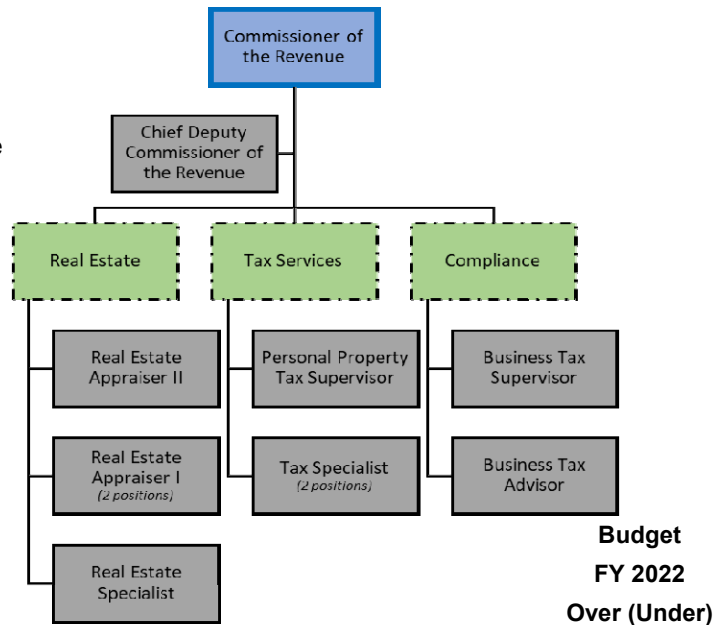 Commissioner of
the Revenue
e
Chief Deputy
Commissioner of
the Revenue
Real Estate
Tax Services
Compliance
Real Estate
Appraiser II
Personal Property
Tax Supervisor
Business Tax
Supervisor
Real Estate
Appraiser I
(2 positions)
Tax Specialist
(2 positions)
Business Tax
Advisor
Real Estate
Specialist
Budget
FY 2022
Over (Under)